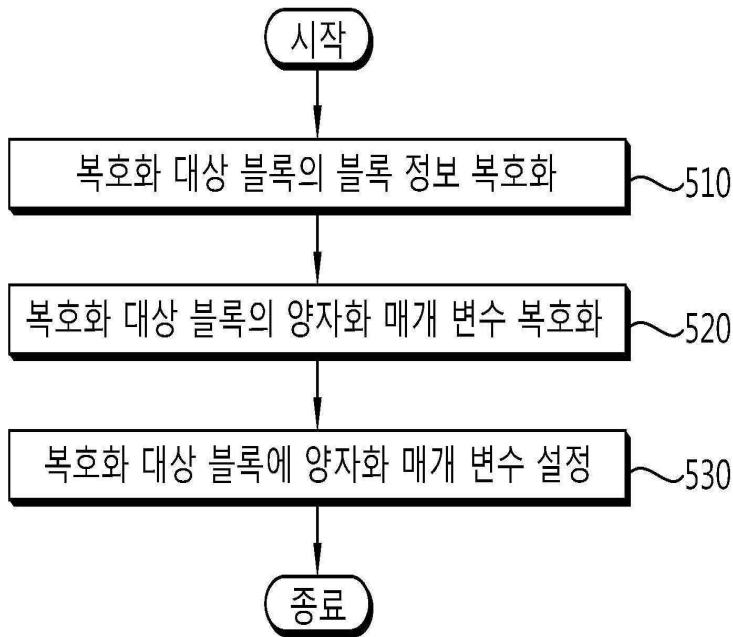 시작
복호화 대상 블록의 블록 정보 복호화
510
복호화 대상 블록의 양자화 매개 변수 복호화
520
복호화 대상 블록에 양자화 매개 변수 설정
530
종료